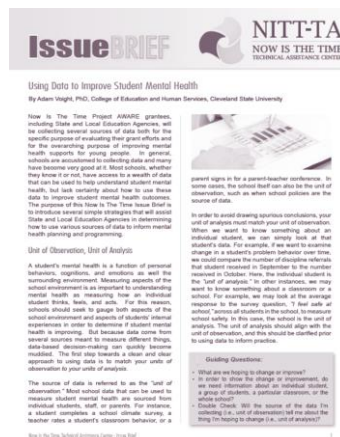 IssueBRIEF
NITT-TA
NOW IS THE TIME
TECHNICAL ASSISTANCE CENTER
Using Data to Improve Student Mental Health
By Adam Voight, PhD, College of Education and Human Services, Cleveland State University
Now Is The Time Project AWARE grantees,
including State and Local Education Agencies, will
be collecting several sources of data both for the
specific purpose of evaluating their grant efforts and
for the overarching purpose of improving mental
health supports for young people. In general,
schools are accustomed to collecting data and many
have become very good at it. Most schools, whether
they know it or not, have access to a wealth of data
that can be used to help understand student mental
health, but lack certainty about how to use these
data to improve student mental health outcomes.
The purpose of this Now Is The Time Issue Brief is
to introduce several simple strategies that will assist
State and Local Education Agencies in determining
how to use various sources of data to inform mental
health planning and programming.
Unit of Observation, Unit of Analysis
A student's mental health is a function of personal
behaviors, cognitions, and emotions as well as the
surrounding environment. Measuring aspects of the
school environment is as important to understanding
mental health as measuring how an individual
student thinks, feels, and acts. For this reason,
schools should seek to gauge both aspects of the
school environment and aspects of students' internal
experiences in order to determine if student mental
health is improving. But because data come from
several sources meant to measure different things,
data-based decision-making can quickly become
muddied. The first step towards a clean and clear
approach to using data is to match your units of
observation to your units of analysis.
The source of data is referred to as the "unit of
observation." Most school data that can be used to
measure student mental health are sourced from
individual students, staff, or parents. For instance,
a student completes a school climate survey, a
teacher rates a student's classroom behavior, or a
parent signs in for a parent-teacher conference. In
some cases, the school itself can also be the unit of
observation, such as when school policies are the
source of data.
In order to avoid drawing spurious conclusions, your
unit of analysis must match your unit of observation.
When we want to know something about an
individual student, we can simply look at that
student's data. For example, if we want to examine
change in a student's problem behavior over time,
we could compare the number of discipline referrals
that student received in September to the number
received in October. Here, the individual student is
the "unit of analysis." In other instances, we may
want to know something about a classroom or a
school. For example, we may look at the average
response to the survey question, "I feel safe at
school," across all students in the school, to measure
school safety. In this case, the school is the unit of
analysis. The unit of analysis should align with the
unit of observation, and this should be clarified prior
to using data to inform practice.
Guiding Questions:
• What are we hoping to change or improve?
• In order to show the change or improvement, do
we need information about an individual student,
a group of students, a particular classroom, or the
whole school?
• Double Check: Will the source of the data I'm
collecting (i.e., unit of observation) tell me about the
thing I'm hoping to change (i.e., unit of analysis)?
Now Is the Time Technical Assistance Center - Issue Brief
1